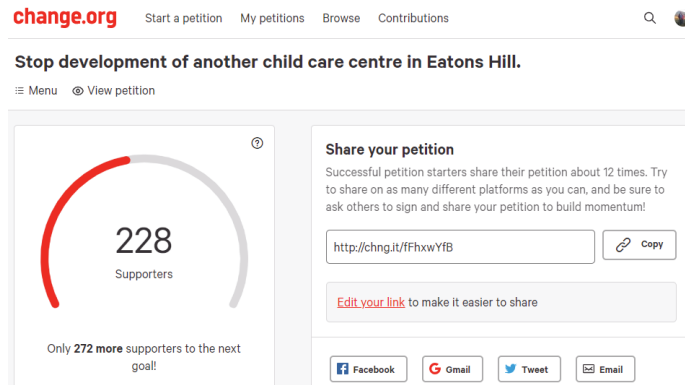 change.org Start a petition My petitions Browse Contributions
Stop development of another child care centre in Eatons Hill.
Menu View petition
228
Supporters
Only 272 more supporters to the next
goal!
Share your petition
Successful petition starters share their petition about 12 times. Try
to share on as many different platforms as you can, and be sure to
ask others to sign and share your petition to build momentum!
http://chng.it/fFhxwYfB Copy
Edit your link to make it easier to share
Facebook Gmail Tweet Email